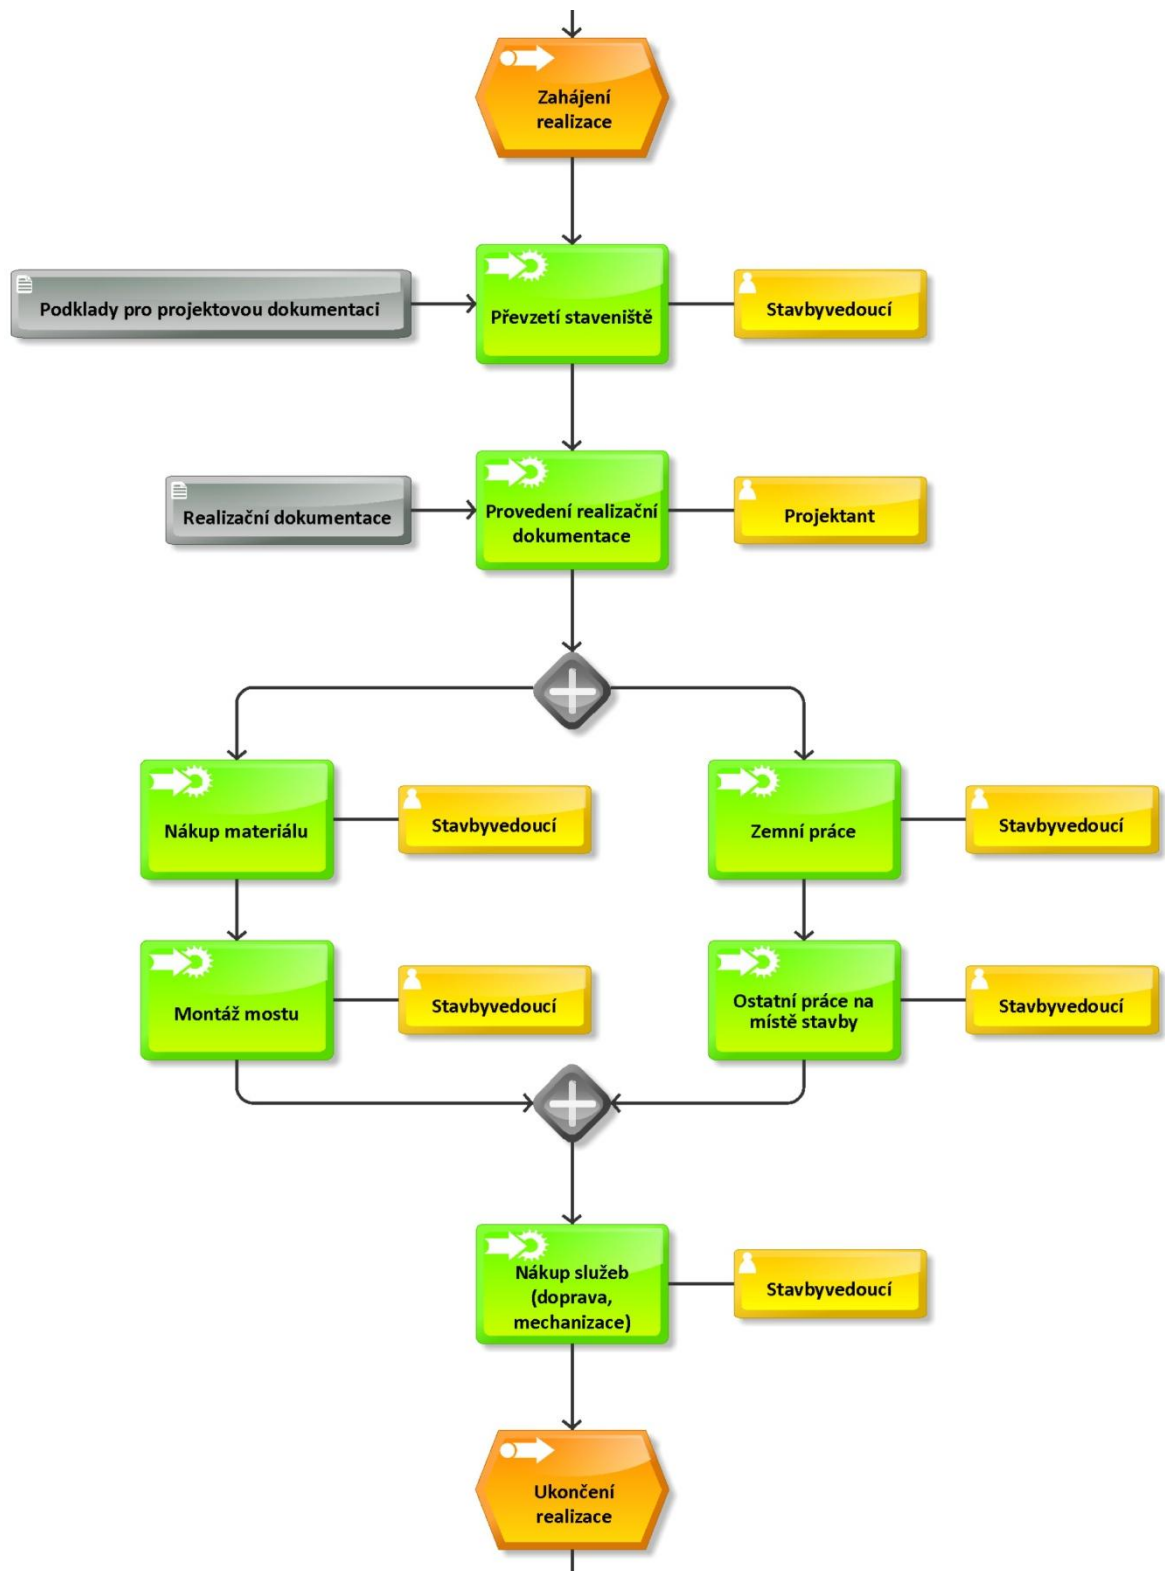 Zahájení
realizace
Podklady pro projektovou dokumentaci
Převzetí staveniště
Stavbyvedoucí
Realizační dokumentace
Provedení realizační
dokumentace
Projektant
Nákup materiálu
Stavbyvedoucí
Zemní práce
Stavbyvedoucí
Montáž mostu
Stavbyvedoucí
Ostatní práce na
místě stavby
Stavbyvedoucí
Nákup služeb
(doprava,
mechanizace)
Stavbyvedoucí
Ukončení
realizace